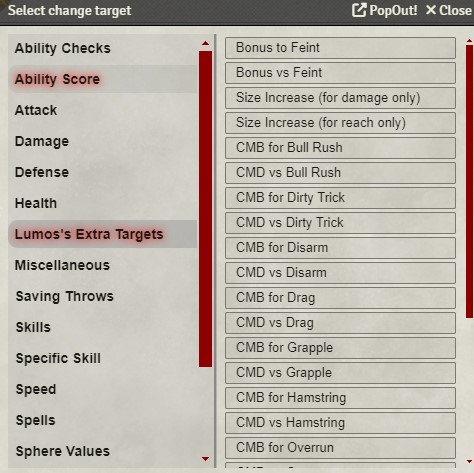 Select change target
PopOut!
Close
Ability Checks
Ability Score
Attack
Damage
Defense
Health
Lumos's Extra Targets
Miscellaneous
Saving Throws
Skills
Specific Skill
Speed
Spells
Sphere Values
Bonus to Feint
Bonus vs Feint
Size Increase (for damage only)
Size Increase (for reach only)
CMB for Bull Rush
CMD vs Bull Rush
CMB for Dirty Trick
CMD vs Dirty Trick
CMB for Disarm
CMD vs Disarm
CMB for Drag
CMD vs Drag
CMB for Grapple
CMD vs Grapple
CMB for Hamstring
CMD vs Hamstring
CMB for Overrun